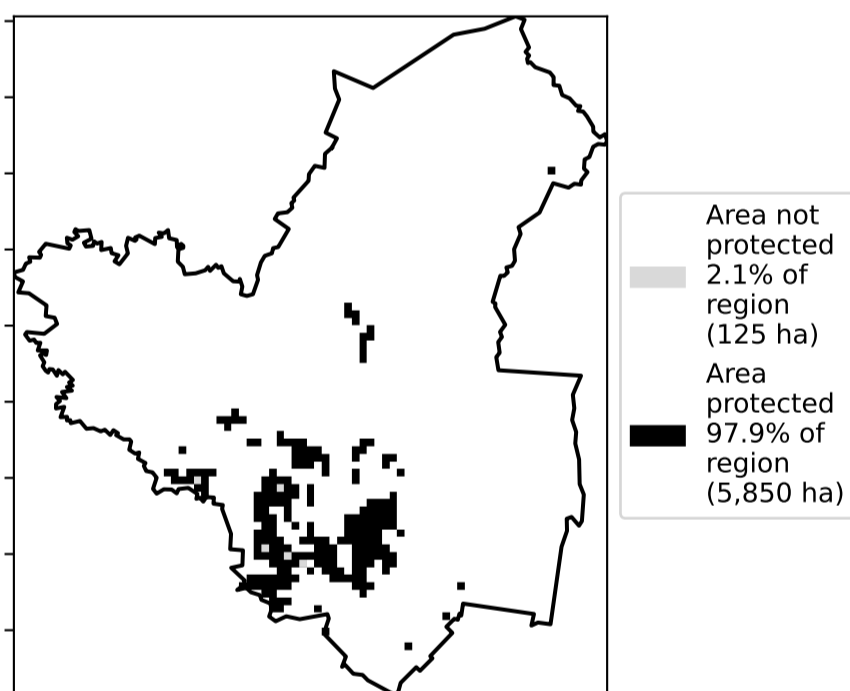 Area not
protected
2.1% of
region
(125 ha)
Area
protected
97.9% of
region
(5,850 ha)